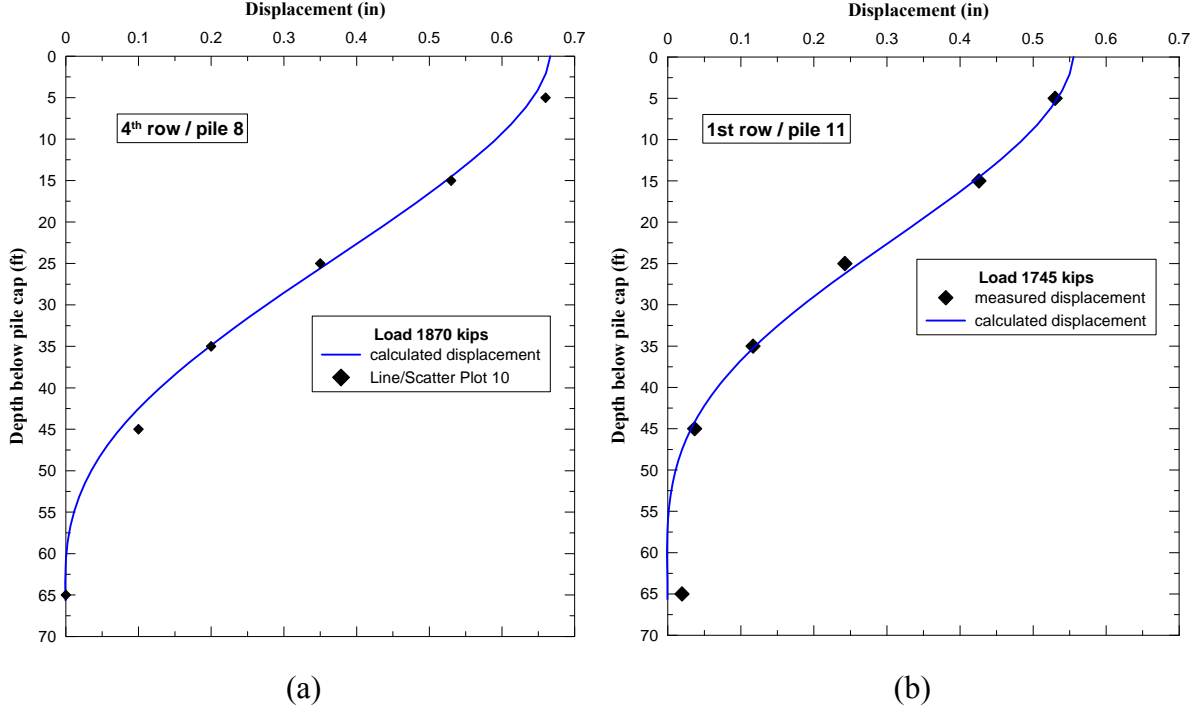 Displacement (in)
0 0.1 0.2 0.3 0.4 0.5 0.6 0.7
0
5
10
15
20
25
30
35
40
45
50
55
60
65
70
Depth below pile cap (ft)
4th row / pile 8
Load 1870 kips
calculated displacement
Line/Scatter Plot 10
(a)
Displacement (in)
0 0.1 0.2 0.3 0.4 0.5 0.6 0.7
0
5
10
15
20
25
30
35
40
45
50
55
60
65
70
Depth below pile cap (ft)
1st row / pile 11
Load 1745 kips
measured displacement
calculated displacement
(b)